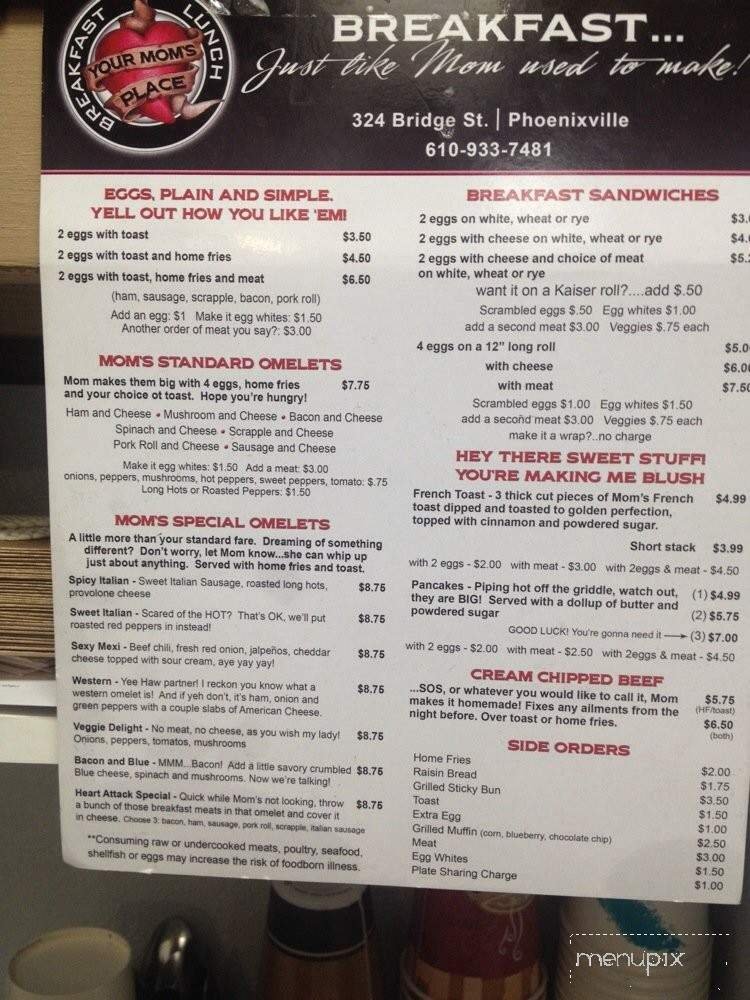 BREAKFAST
LUNCH
YOUR MOM'S
PLACE
BREAKFAST...
Just like Mom used to make!
324 Bridge St. | Phoenixville
610-933-7481
EGGS, PLAIN AND SIMPLE.
YELL OUT HOW YOU LIKE 'EM!
2 eggs with toast $3.50
2 eggs with toast and home fries $4.50
2 eggs with toast, home fries and meat $6.50
(ham, sausage, scrapple, bacon, pork roll)
Add an egg: $1 Make it egg whites: $1.50
Another order of meat you say?: $3.00
MOM'S STANDARD OMELETS
Mom makes them big with 4 eggs, home fries $7.75
and your choice ot toast. Hope you're hungry!
Ham and Cheese • Mushroom and Cheese • Bacon and Cheese
Spinach and Cheese • Scrapple and Cheese
Pork Roll and Cheese • Sausage and Cheese
Make it egg whites: $1.50 Add a meat: $3.00
onions, peppers, mushrooms, hot peppers, sweet peppers, tomato: $.75
Long Hots or Roasted Peppers: $1.50
MOM'S SPECIAL OMELETS
A little more than your standard fare. Dreaming of something
different? Don't worry, let Mom know...she can whip up
just about anything. Served with home fries and toast.
Spicy Italian - Sweet Italian Sausage, roasted long hots, $8.75
provolone cheese
Sweet Italian - Scared of the HOT? That's OK, we'll put $8.75
roasted red peppers in instead!
Sexy Mexi - Beef chili, fresh red onion, jalpeños, cheddar $8.75
cheese topped with sour cream, aye yay yay!
Western - Yee Haw partner! I reckon you know what a $8.75
western omelet is! And if yeh don't, it's ham, onion and
green peppers with a couple slabs of American Cheese.
Veggie Delight - No meat, no cheese, as you wish my lady! $8.75
Onions, peppers, tomatos, mushrooms
Bacon and Blue - MMM...Bacon! Add a little savory crumbled $8.75
Blue cheese, spinach and mushrooms. Now we're talking!
Heart Attack Special - Quick while Mom's not looking, throw $8.75
a bunch of those breakfast meats in that omelet and cover it
in cheese. Choose 3: bacon, ham, sausage, pork roll, scrapple, italian sausage
**Consuming raw or undercooked meats, poultry, seafood,
shellfish or eggs may increase the risk of foodborn illness.
BREAKFAST SANDWICHES
2 eggs on white, wheat or rye $3.
2 eggs with cheese on white, wheat or rye $4.
2 eggs with cheese and choice of meat $5.
on white, wheat or rye
want it on a Kaiser roll?....add $.50
Scrambled eggs $.50 Egg whites $1.00
add a second meat $3.00 Veggies $.75 each
4 eggs on a 12" long roll $5.0
with cheese $6.0
with meat $7.50
Scrambled eggs $1.00 Egg whites $1.50
add a second meat $3.00 Veggies $.75 each
make it a wrap?..no charge
HEY THERE SWEET STUFF!
YOU'RE MAKING ME BLUSH
French Toast - 3 thick cut pieces of Mom's French $4.99
toast dipped and toasted to golden perfection,
topped with cinnamon and powdered sugar.
Short stack $3.99
with 2 eggs - $2.00 with meat - $3.00 with 2eggs & meat - $4.50
Pancakes - Piping hot off the griddle, watch out, (1) $4.99
they are BIG! Served with a dollup of butter and
powdered sugar (2) $5.75
GOOD LUCK! You're gonna need it → (3) $7.00
with 2 eggs - $2.00 with meat - $2.50 with 2eggs & meat - $4.50
CREAM CHIPPED BEEF
...SOS, or whatever you would like to call it, Mom $5.75
makes it homemade! Fixes any ailments from the (HF/toast)
night before. Over toast or home fries. $6.50
(both)
SIDE ORDERS
Home Fries $2.00
Raisin Bread $1.75
Grilled Sticky Bun $3.50
Toast $1.50
Extra Egg $1.00
Grilled Muffin (corn, blueberry, chocolate chip) $2.50
Meat $3.00
Egg Whites $1.50
Plate Sharing Charge $1.00
menupix